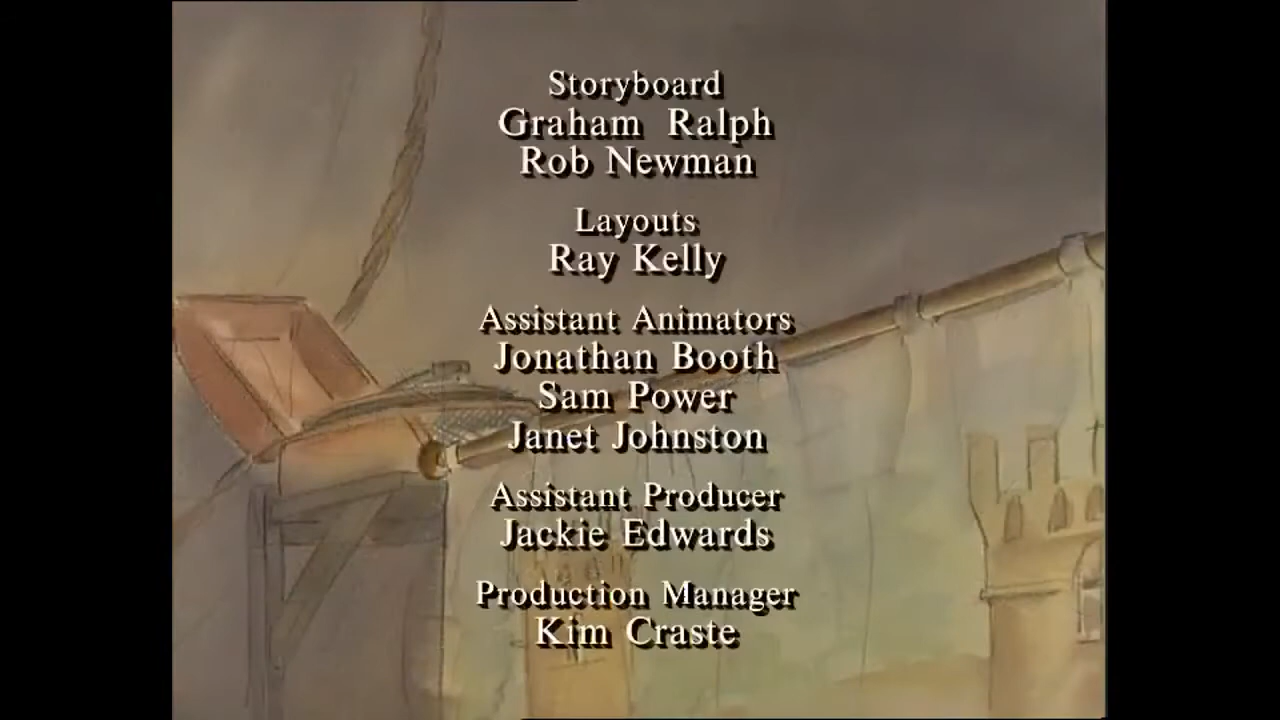 Storyboard
Graham Ralph
Rob Newman
Layouts
Ray Kelly
Assistant Animators
Jonathan Booth
Sam Power
Janet Johnston
Assistant Producer
Jackie Edwards
Production Manager
Kim Craste